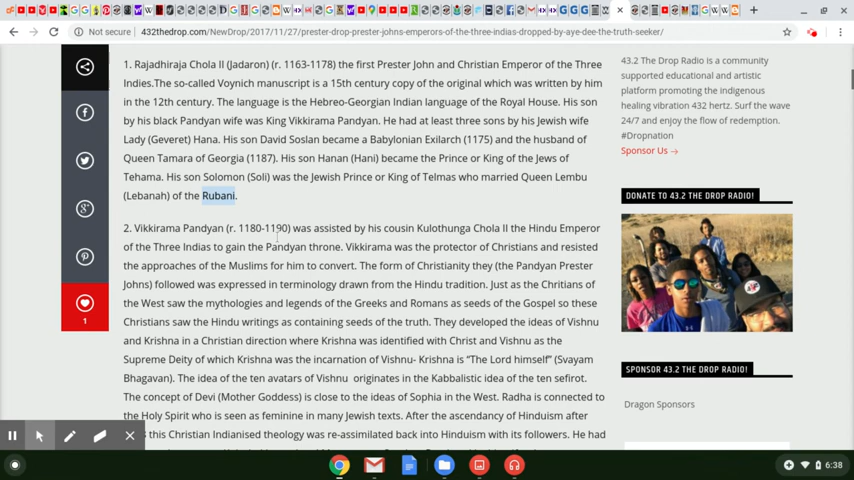 Not secure
432thedrop.com/NewDrop/2017/11/27/prester-drop-prester-johns-emperors-of-the-three-indias-dropped-by-aye-dee-the-truth-seeker/
1. Rajadhiraja Chola II (Jadaron) (r. 1163-1178) the first Prester John and Christian Emperor of the Three
Indies.The so-called Voynich manuscript is a 15th century copy of the original which was written by him
in the 12th century. The language is the Hebreo-Georgian Indian language of the Royal House. His son
by his black Pandyan wife was King Vikkirama Pandyan. He had at least three sons by his Jewish wife
Lady (Geveret) Hana. His son David Soslan became a Babylonian Exilarch (1175) and the husband of
Queen Tamara of Georgia (1187). His son Hanan (Hani) became the Prince or King of the Jews of
Tehama. His son Solomon (Soli) was the Jewish Prince or King of Telmas who married Queen Lembu
(Lebanah) of the Rubani.
2. Vikkirama Pandyan (r. 1180-1190) was assisted by his cousin Kulothunga Chola II the Hindu Emperor
of the Three Indias to gain the Pandyan throne. Vikkirama was the protector of Christians and resisted
the approaches of the Muslims for him to convert. The form of Christianity they (the Pandyan Prester
Johns) followed was expressed in terminology drawn from the Hindu tradition. Just as the Chritians of
the West saw the mythologies and legends of the Greeks and Romans as seeds of the Gospel so these
Christians saw the Hindu writings as containing seeds of the truth. They developed the ideas of Vishnu
and Krishna in a Christian direction where Krishna was identified with Christ and Vishnu as the
Supreme Deity of which Krishna was the incarnation of Vishnu- Krishna is “The Lord himself” (Svayam
Bhagavan). The idea of the ten avatars of Vishnu originates in the Kabbalistic idea of the ten sefirot.
The concept of Devi (Mother Goddess) is close to the ideas of Sophia in the West. Radha is connected to
the Holy Spirit who is seen as feminine in many Jewish texts. After the ascendancy of Hinduism after
this Christian Indianised theology was re-assimilated back into Hinduism with its followers. He had
1
43.2 The Drop Radio is a community
supported educational and artistic
platform promoting the indigenous
healing vibration 432 hertz. Surf the wave
24/7 and enjoy the flow of redemption.
#Dropnation
Sponsor Us →
DONATE TO 43.2 THE DROP RADIO!
SPONSOR 43.2 THE DROP RADIO!
Dragon Sponsors
6:38